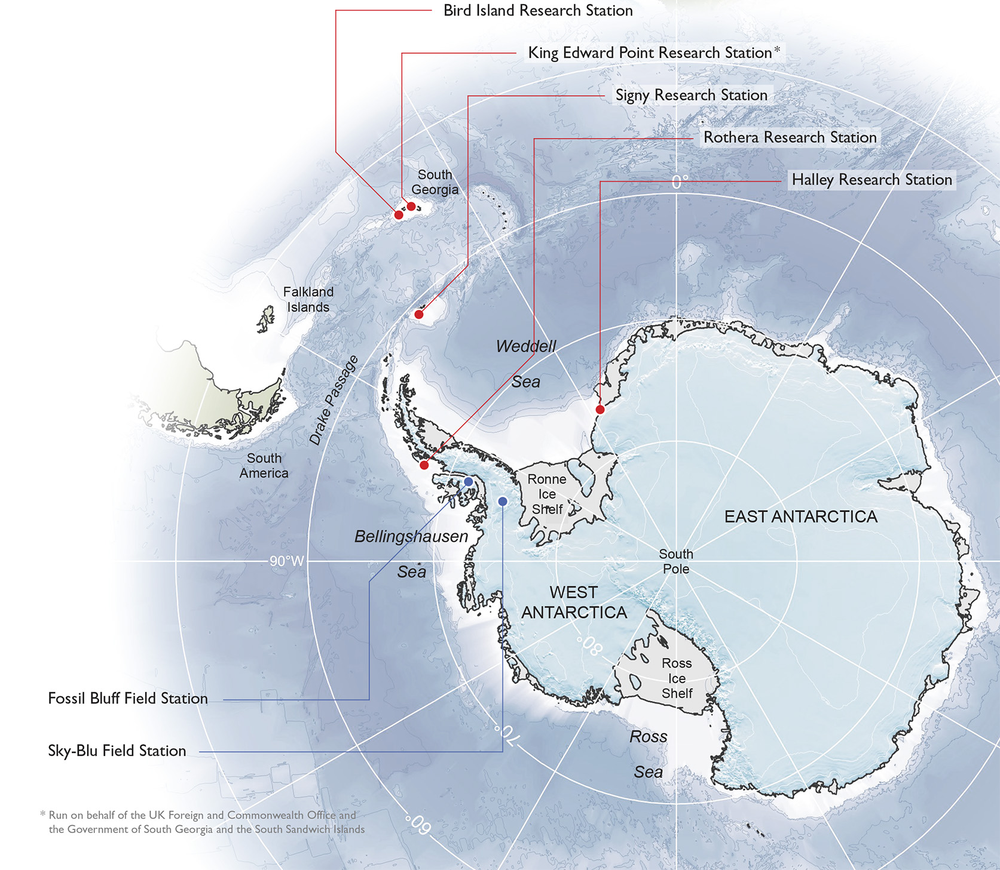 Bird Island Research Station
King Edward Point Research Station*
Signy Research Station
Rothera Research Station
Halley Research Station
0°
South
Georgia
Falkland
Islands
Weddell
Sea
Drake Passage
South
America
Ronne
Ice
Shelf
EAST ANTARCTICA
Bellingshausen
Sea
90°W
South
Pole
WEST
ANTARCTICA
80°
Ross
Ice
Shelf
Fossil Bluff Field Station
70°
Ross
Sea
Sky-Blu Field Station
60°
* Run on behalf of the UK Foreign and Commonwealth Office and
the Government of South Georgia and the South Sandwich Islands